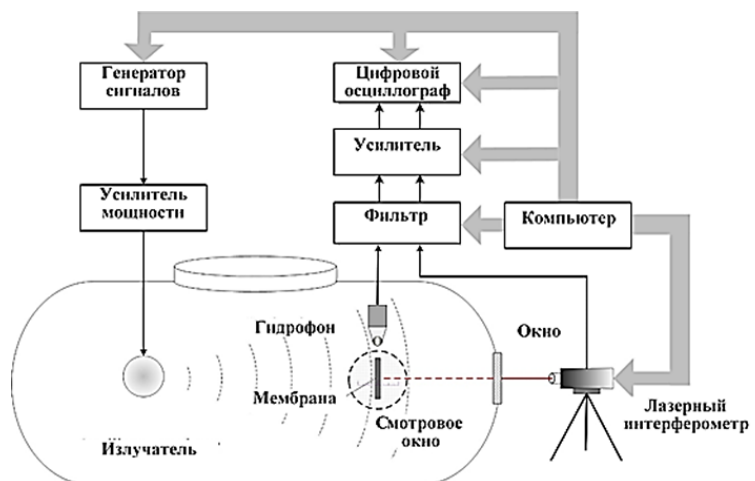 Генератор
сигналов
Цифровой
осциллограф
Усилитель
Усилитель
мощности
Фильтр
Компьютер
Гидрофон
Окно
Мембрана
Смотровое
окно
Лазерный
интерферометр
Излучатель